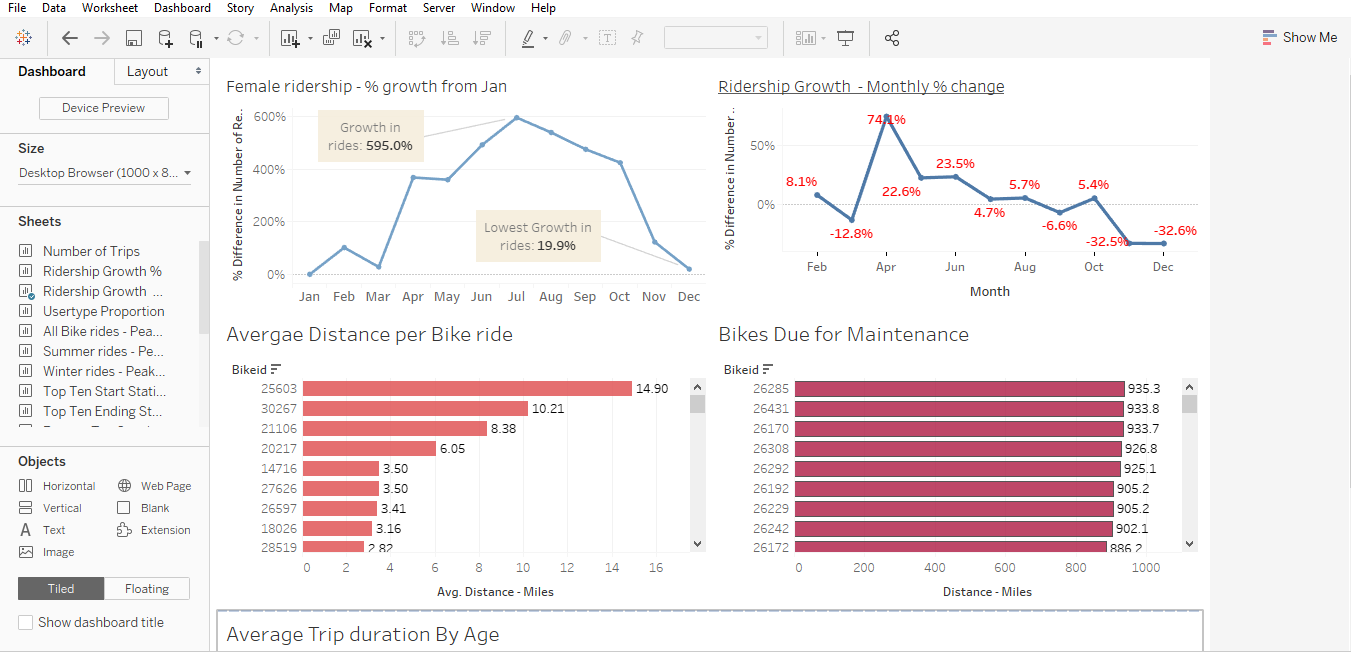 File Data Worksheet Dashboard Story Analysis Map Format Server Window Help
Show Me
Dashboard Layout
Device Preview
Size
Desktop Browser (1000 x 8...
Sheets
Number of Trips
Ridership Growth %
Ridership Growth ...
Usertype Proportion
All Bike rides - Pea...
Summer rides - Pe...
Winter rides - Peak...
Top Ten Start Stati...
Top Ten Ending St...
Objects
Horizontal Web Page
Vertical Blank
Text Extension
Image
Tiled Floating
Show dashboard title
Female ridership - % growth from Jan
% Difference in Number of Re..
600%
400%
200%
0%
Growth in
rides: 595.0%
Lowest Growth in
rides: 19.9%
Jan Feb Mar Apr May Jun Jul Aug Sep Oct Nov Dec
Ridership Growth - Monthly % change
% Difference in Number...
50%
0%
8.1%
-12.8%
74.1%
22.6%
23.5%
4.7%
5.7%
-6.6%
5.4%
-32.5%
-32.6%
Feb Apr Jun Aug Oct Dec
Month
Avergae Distance per Bike ride
Bikeid
25603 14.90
30267 10.21
21106 8.38
20217 6.05
14716 3.50
27626 3.50
26597 3.41
18026 3.16
28519 2.82
0 2 4 6 8 10 12 14 16
Avg. Distance - Miles
Bikes Due for Maintenance
Bikeid
26285 935.3
26431 933.8
26170 933.7
26308 926.8
26292 925.1
26192 905.2
26229 905.2
26242 902.1
26172 886.2
0 200 400 600 800 1000
Distance - Miles
Average Trip duration By Age